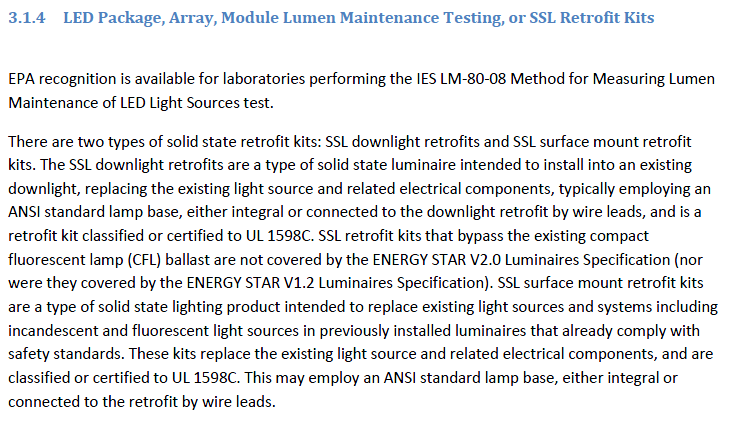 3.1.4 LED Package, Array, Module Lumen Maintenance Testing, or SSL Retrofit Kits
EPA recognition is available for laboratories performing the IES LM-80-08 Method for Measuring Lumen
Maintenance of LED Light Sources test.
There are two types of solid state retrofit kits: SSL downlight retrofits and SSL surface mount retrofit
kits. The SSL downlight retrofits are a type of solid state luminaire intended to install into an existing
downlight, replacing the existing light source and related electrical components, typically employing an
ANSI standard lamp base, either integral or connected to the downlight retrofit by wire leads, and is a
retrofit kit classified or certified to UL 1598C. SSL retrofit kits that bypass the existing compact
fluorescent lamp (CFL) ballast are not covered by the ENERGY STAR V2.0 Luminaires Specification (nor
were they covered by the ENERGY STAR V1.2 Luminaires Specification). SSL surface mount retrofit kits
are a type of solid state lighting product intended to replace existing light sources and systems including
incandescent and fluorescent light sources in previously installed luminaires that already comply with
safety standards. These kits replace the existing light source and related electrical components, and are
classified or certified to UL 1598C. This may employ an ANSI standard lamp base, either integral or
connected to the retrofit by wire leads.